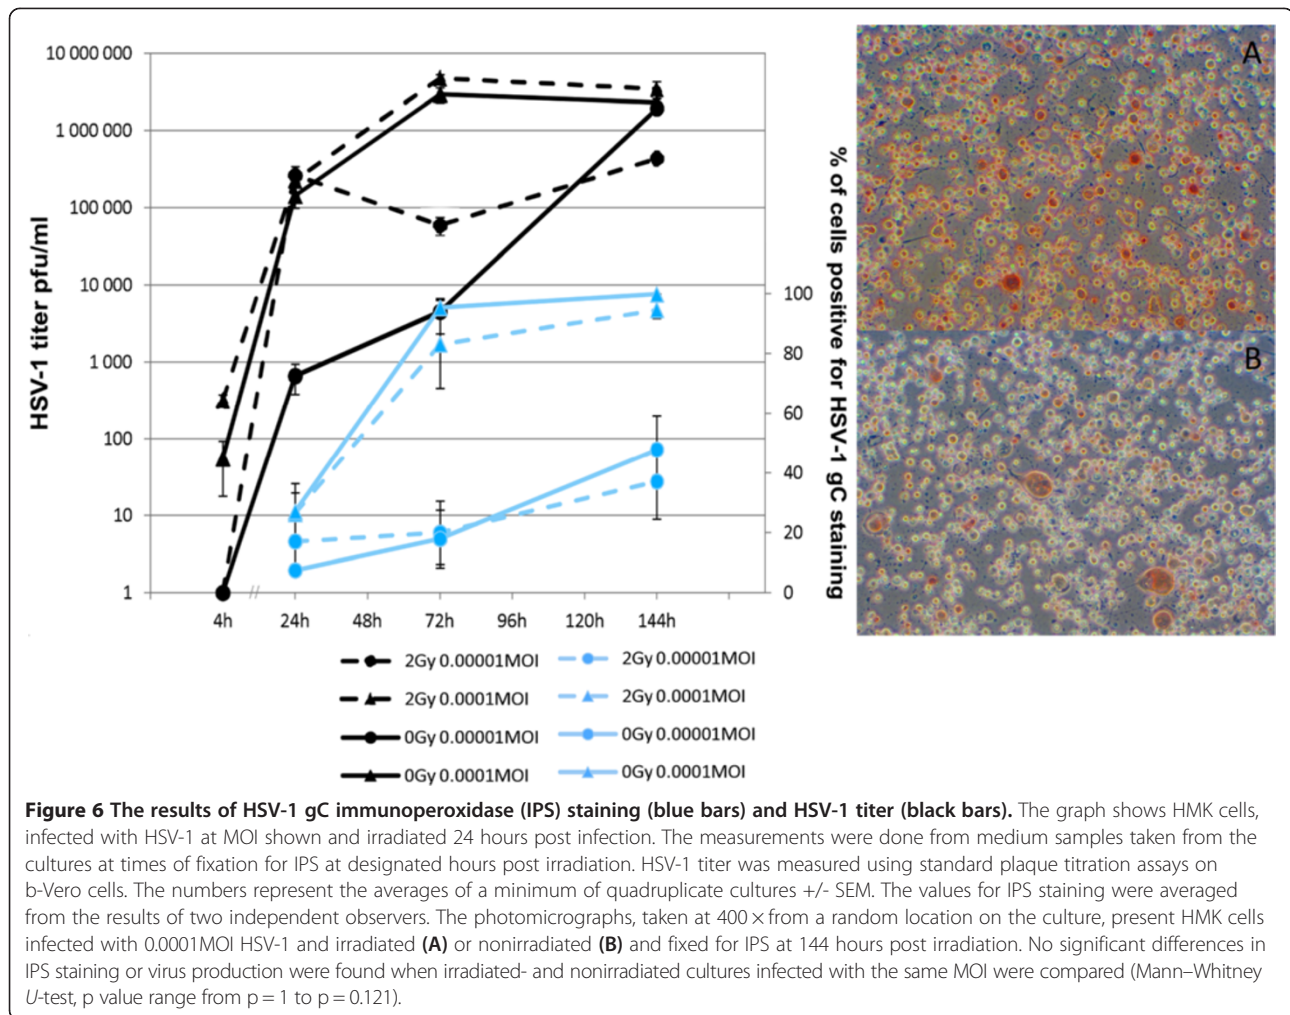 10 000 000
1 000 000
100 000
10 000
1 000
100
10
1
HSV-1 titer pfu/ml
4h
24h
48h
72h
96h
120h
144h
100
80
60
40
20
0
% of cells positive for HSV-1 gC staining
A
B
2Gy 0.00001MOI
2Gy 0.0001MOI
0Gy 0.00001MOI
0Gy 0.0001MOI
2Gy 0.00001MOI
2Gy 0.0001MOI
0Gy 0.00001MOI
0Gy 0.0001MOI
Figure 6 The results of HSV-1 gC immunoperoxidase (IPS) staining (blue bars) and HSV-1 titer (black bars). The graph shows HMK cells,
infected with HSV-1 at MOI shown and irradiated 24 hours post infection. The measurements were done from medium samples taken from the
cultures at times of fixation for IPS at designated hours post irradiation. HSV-1 titer was measured using standard plaque titration assays on
b-Vero cells. The numbers represent the averages of a minimum of quadruplicate cultures +/- SEM. The values for IPS staining were averaged
from the results of two independent observers. The photomicrographs, taken at 400 × from a random location on the culture, present HMK cells
infected with 0.0001MOI HSV-1 and irradiated (A) or nonirradiated (B) and fixed for IPS at 144 hours post irradiation. No significant differences in
IPS staining or virus production were found when irradiated- and nonirradiated cultures infected with the same MOI were compared (Mann–Whitney
U-test, p value range from p = 1 to p = 0.121).